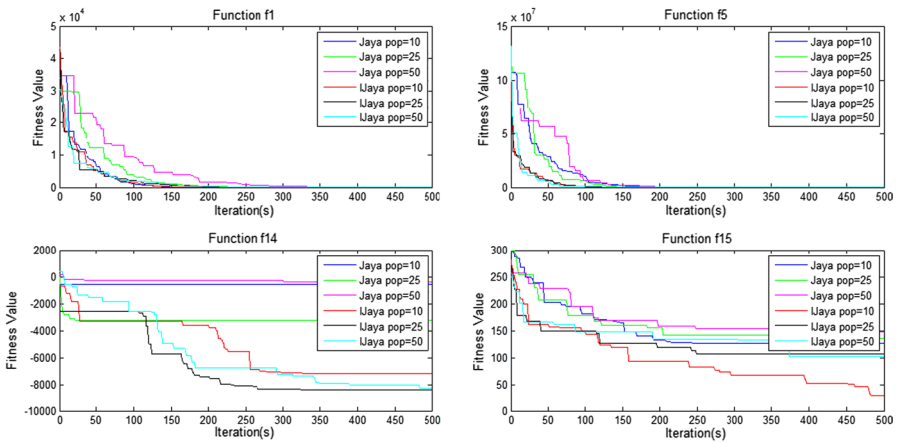 Function f1
x 10^4
5
4
3
2
1
0
Fitness Value
0 50 100 150 200 250 300 350 400 450 500
Iteration(s)
Jaya pop=10
Jaya pop=25
Jaya pop=50
IJaya pop=10
IJaya pop=25
IJaya pop=50
Function f5
x 10^7
15
10
5
0
Fitness Value
0 50 100 150 200 250 300 350 400 450 500
Iteration(s)
Jaya pop=10
Jaya pop=25
Jaya pop=50
IJaya pop=10
IJaya pop=25
IJaya pop=50
Function f14
2000
0
-2000
-4000
-6000
-8000
-10000
Fitness Value
0 50 100 150 200 250 300 350 400 450 500
Iteration(s)
Jaya pop=10
Jaya pop=25
Jaya pop=50
IJaya pop=10
IJaya pop=25
IJaya pop=50
Function f15
300
250
200
150
100
50
0
Fitness Value
0 50 100 150 200 250 300 350 400 450 500
Iteration(s)
Jaya pop=10
Jaya pop=25
Jaya pop=50
IJaya pop=10
IJaya pop=25
IJaya pop=50